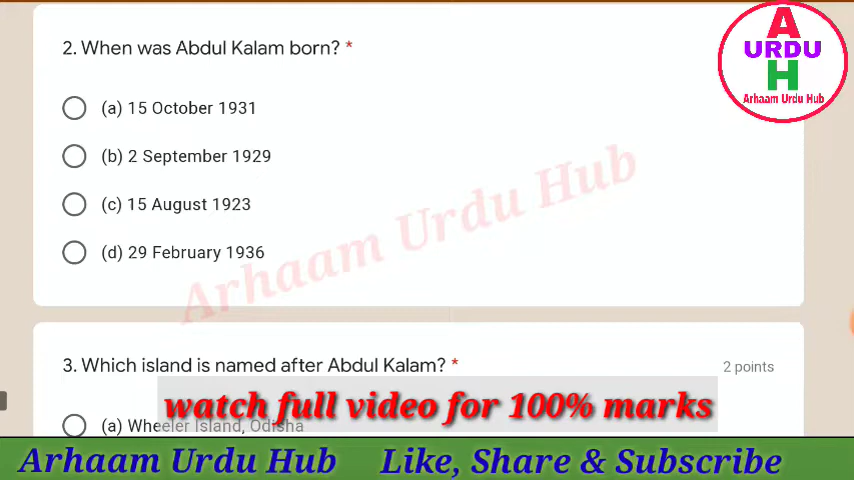 2. When was Abdul Kalam born? *
(a) 15 October 1931
(b) 2 September 1929
(c) 15 August 1923
(d) 29 February 1936
3. Which island is named after Abdul Kalam? *
2 points
(a) Wheeler Island, Odisha
watch full video for 100% marks
Arhaam Urdu Hub Like, Share & Subscribe
A
URDU
H
Arhaam Urdu Hub
Arhaam Urdu Hub